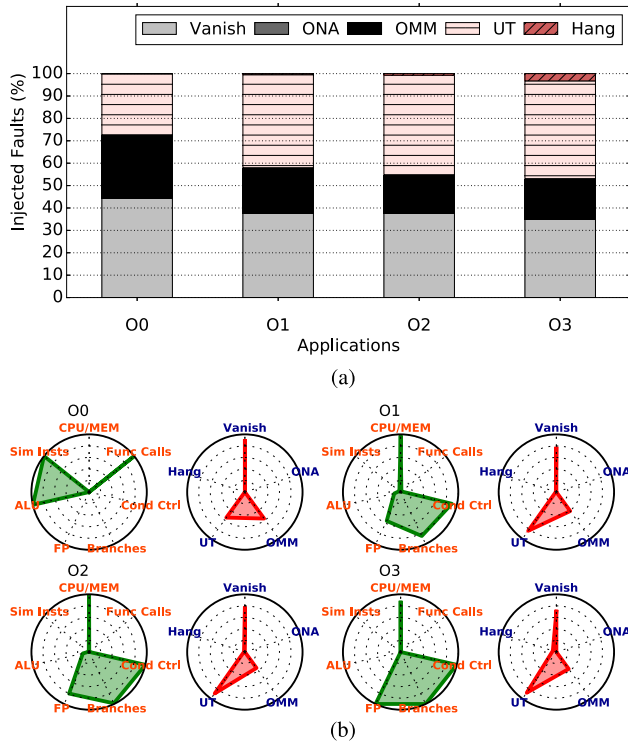 Vanish ONA OMM UT Hang
100
90
80
70
60
50
40
30
20
10
0
Injected Faults (%)
O0 O1 O2 O3
Applications
(a)
O0
CPU/MEM
Sim Insts Func Calls
ALU Cond Ctrl
FP Branches
Vanish
Hang ONA
UT OMM
O1
CPU/MEM
Sim Insts Func Calls
ALU Cond Ctrl
FP Branches
Vanish
Hang ONA
UT OMM
O2
CPU/MEM
Sim Insts Func Calls
ALU Cond Ctrl
FP Branches
Vanish
Hang ONA
UT OMM
O3
CPU/MEM
Sim Insts Func Calls
ALU Cond Ctrl
FP Branches
Vanish
Hang ONA
UT OMM
(b)